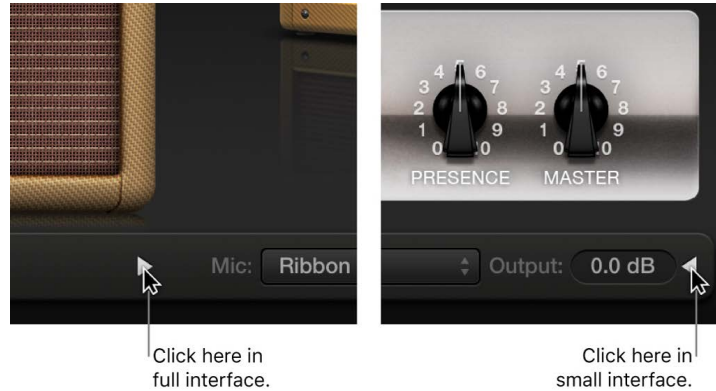 4 5 6
3 7
2 8
1 9
0 10
PRESENCE
4 5 6
3 7
2 8
1 9
0 10
MASTER
Mic: Ribbon
Output: 0.0 dB
Click here in
full interface.
Click here in
small interface.